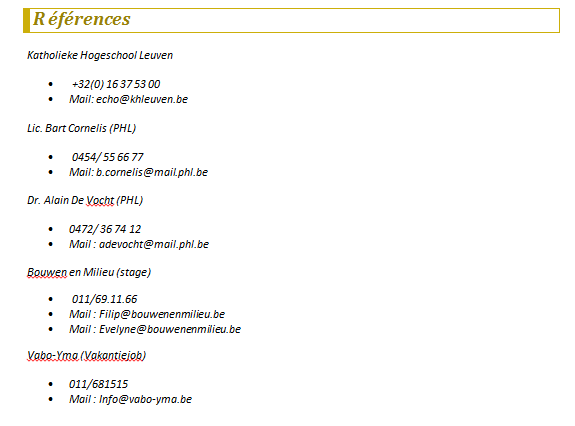 Références
Katholieke Hogeschool Leuven
• +32(0) 16 37 53 00
• Mail: echo@khleuven.be
Lic. Bart Cornelis (PHL)
• 0454/ 55 66 77
• Mail: b.cornelis@mail.phl.be
Dr. Alain De Vocht (PHL)
• 0472/ 36 74 12
• Mail : adevocht@mail.phl.be
Bouwen en Milieu (stage)
• 011/69.11.66
• Mail : Filip@bouwenenmilieu.be
• Mail : Evelyne@bouwenenmilieu.be
Vabo-Yma (Vakantiejob)
• 011/681515
• Mail : Info@vabo-yma.be